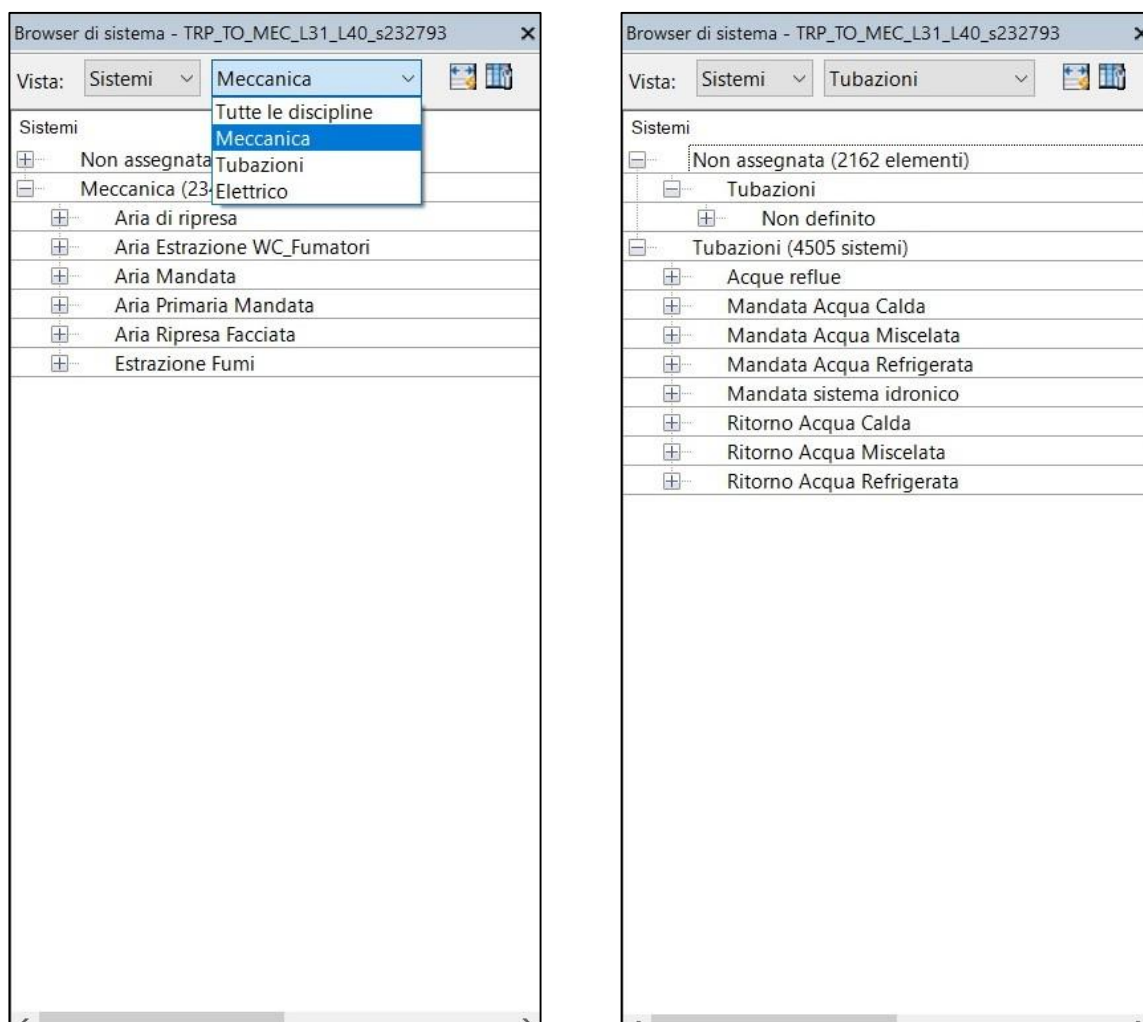 Browser di sistema - TRP_TO_MEC_L31_L40_s232793
Vista: Sistemi Meccanica
Tutte le discipline
Meccanica
Tubazioni
Elettrico
Sistemi
Non assegnata
Meccanica (23
Aria di ripresa
Aria Estrazione WC_Fumatori
Aria Mandata
Aria Primaria Mandata
Aria Ripresa Facciata
Estrazione Fumi
Browser di sistema - TRP_TO_MEC_L31_L40_s232793
Vista: Sistemi Tubazioni
Sistemi
Non assegnata (2162 elementi)
Tubazioni
Non definito
Tubazioni (4505 sistemi)
Acque reflue
Mandata Acqua Calda
Mandata Acqua Miscelata
Mandata Acqua Refrigerata
Mandata sistema idronico
Ritorno Acqua Calda
Ritorno Acqua Miscelata
Ritorno Acqua Refrigerata